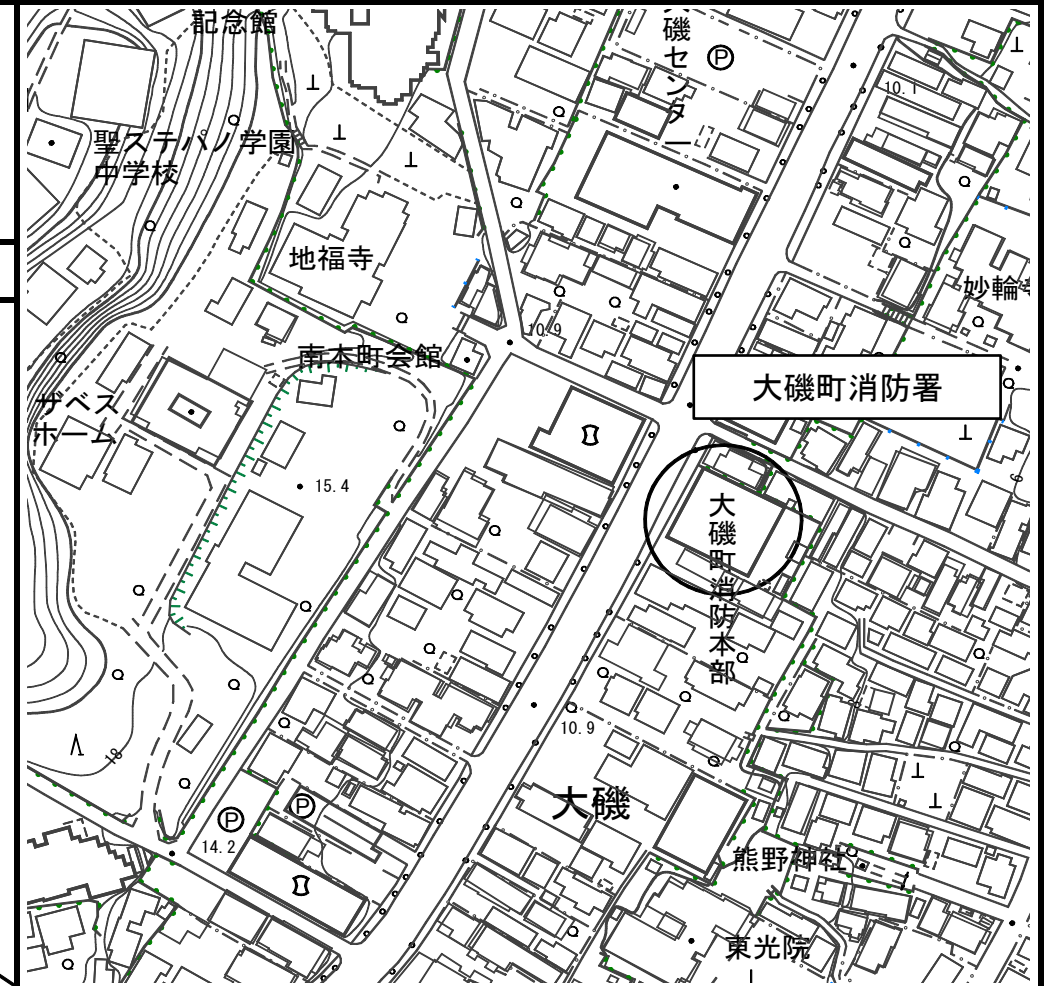 記念館
大磯センター
Ⓟ
10.1
聖ステパノ学園
中学校
地福寺
妙輪寺
10.9
南本町会館
大磯町消防署
ザベス
ホーム
15.4
大磯町消防本部
6
10.9
18
大磯
Ⓟ
Ⓟ
14.2
熊野神社
東光院